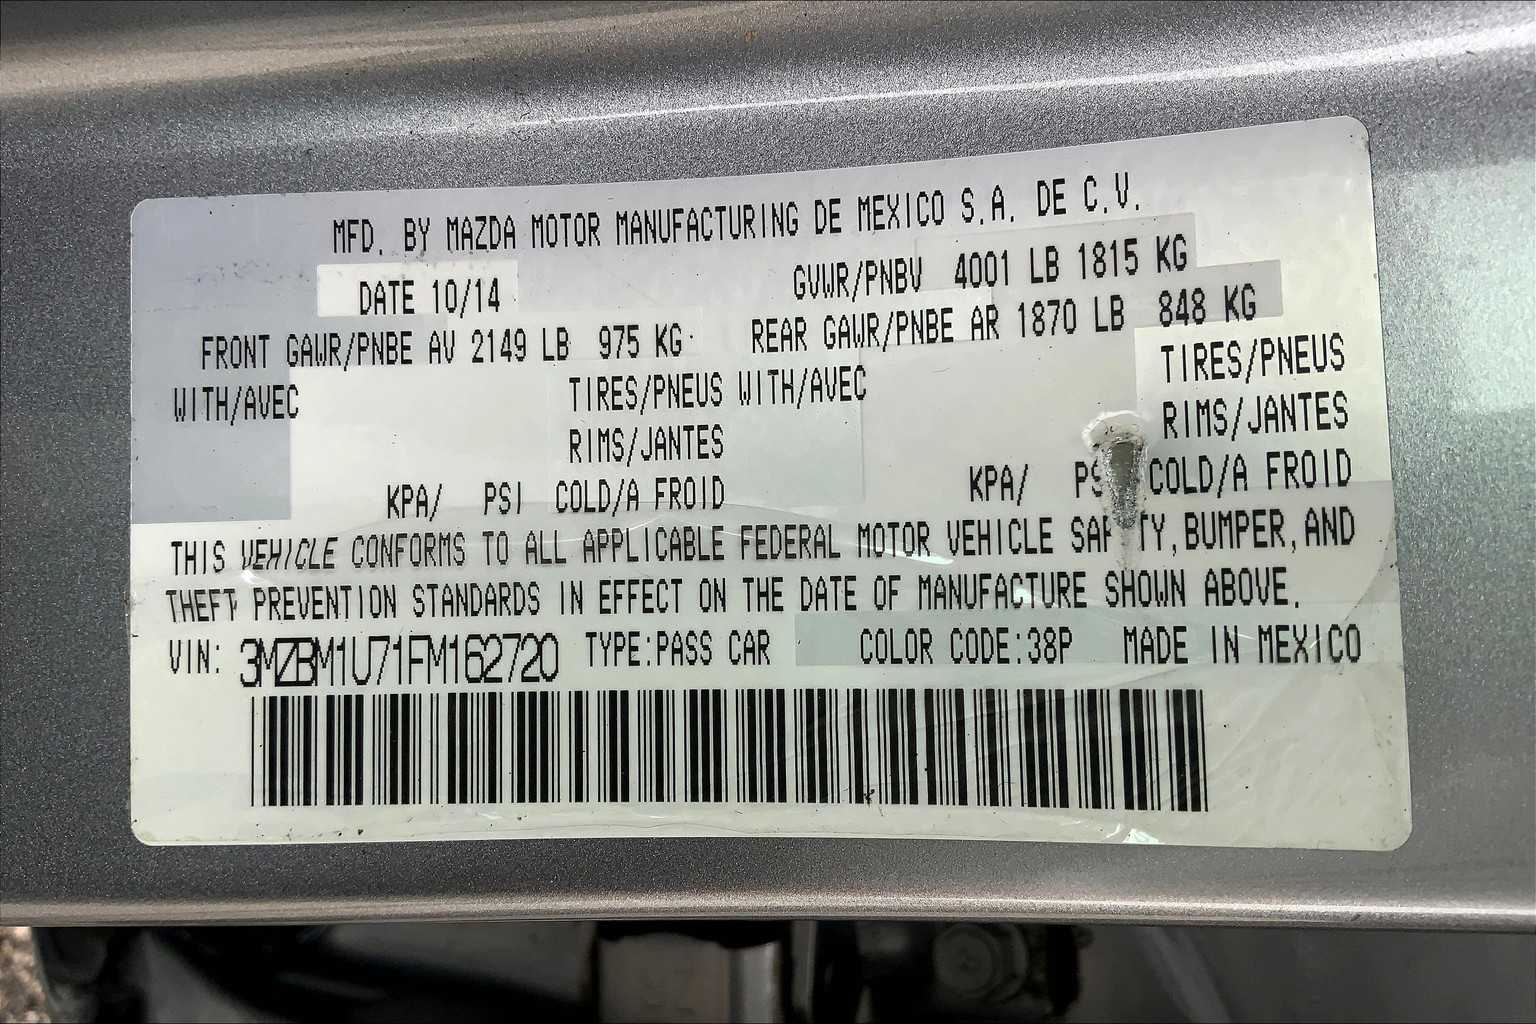 MFD. BY MAZDA MOTOR MANUFACTURING DE MEXICO S.A. DE C.V.
DATE 10/14 GVWR/PNBV 4001 LB 1815 KG
FRONT GAWR/PNBE AV 2149 LB 975 KG REAR GAWR/PNBE AR 1870 LB 848 KG
WITH/AVEC TIRES/PNEUS WITH/AVEC TIRES/PNEUS
RIMS/JANTES RIMS/JANTES
KPA/ PSI COLD/A FROID KPA/ COLD/A FROID
THIS VEHICLE CONFORMS TO ALL APPLICABLE FEDERAL MOTOR VEHICLE BUMPER, AND
THEFT PREVENTION STANDARDS IN EFFECT ON THE DATE OF MANUFACTURE SHOWN ABOVE.
VIN: 3MZBM1U71FM162720 TYPE:PASS CAR COLOR CODE:38P MADE IN MEXICO